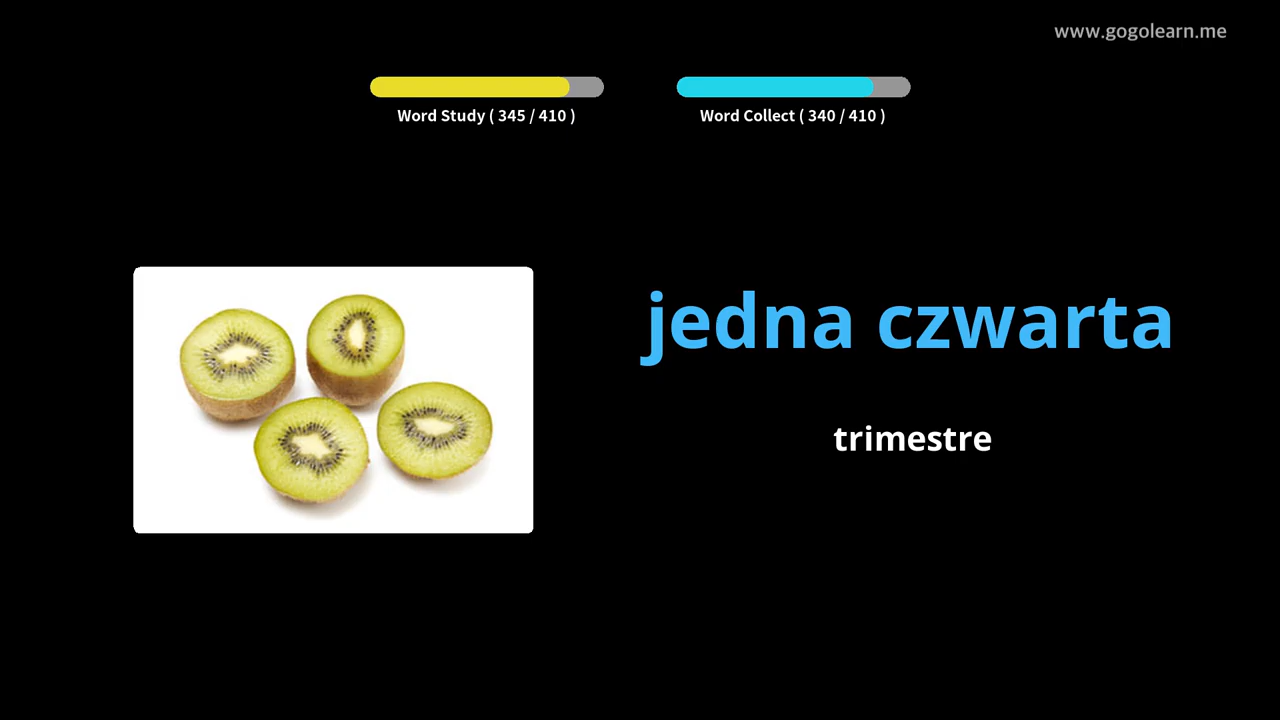 www.gogolearn.me
Word Study ( 345 / 410 )
Word Collect ( 340 / 410 )
jedna czwarta
trimestre